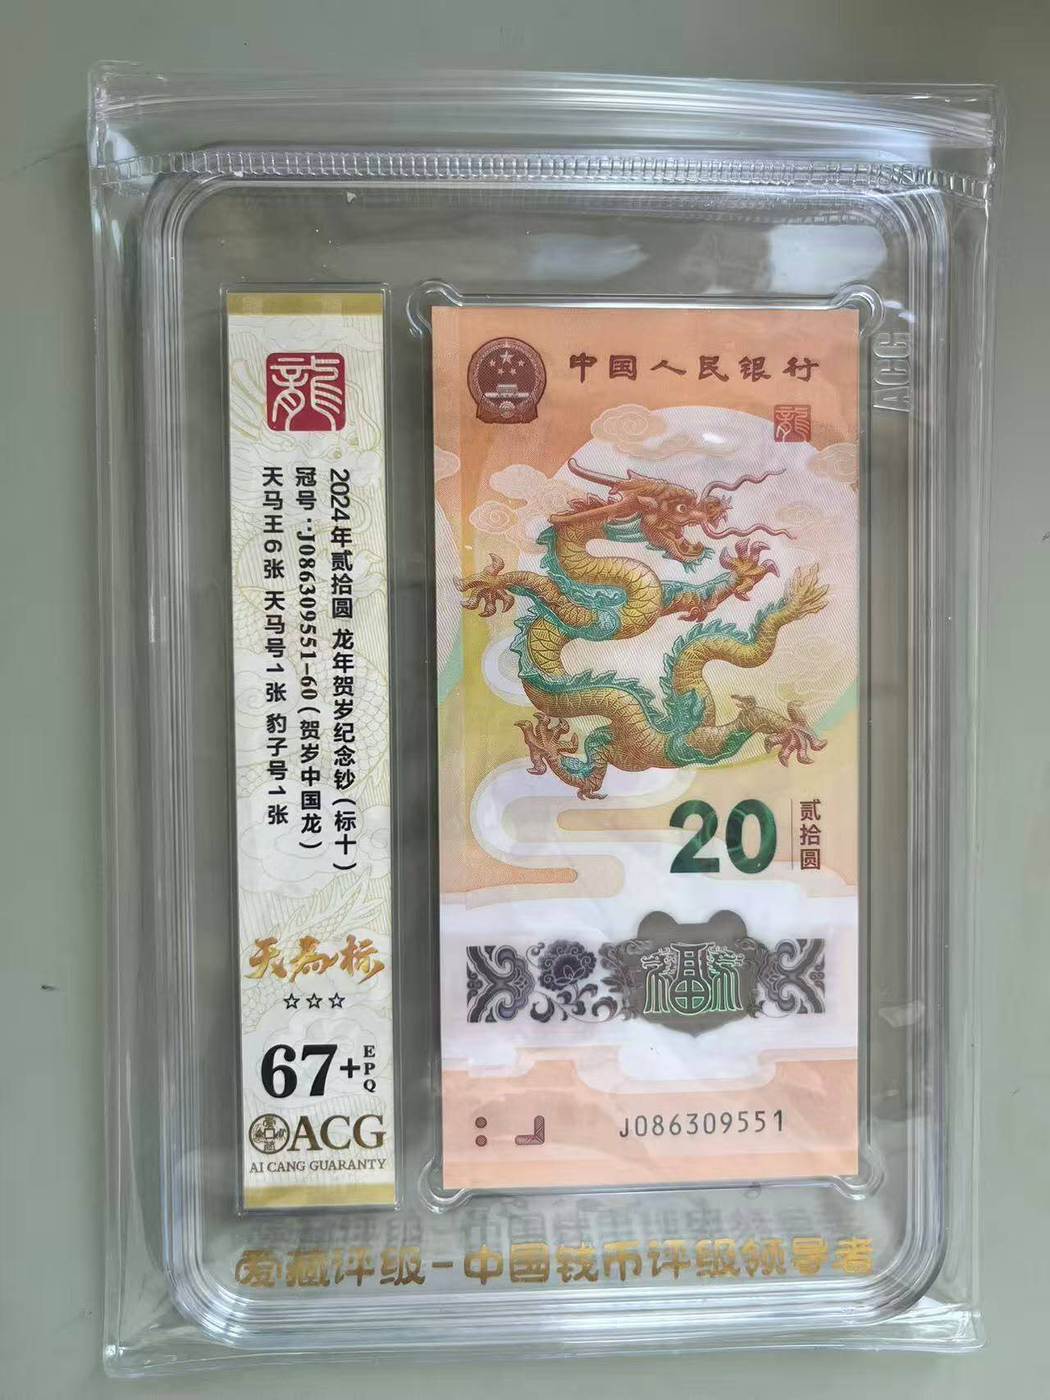 龍
2024年贰拾圆 龙年贺岁纪念钞(标十)
冠号:J086309551-60(贺岁中国龙)
天马王6张 天马号1张 豹子号1张
天为标
67+
EPQ
ACG
AI CANG GUARANTY
中国人民银行
龍
20
贰拾圆
福
J086309551
ACG
爱藏评级-中国钱币评级领导者